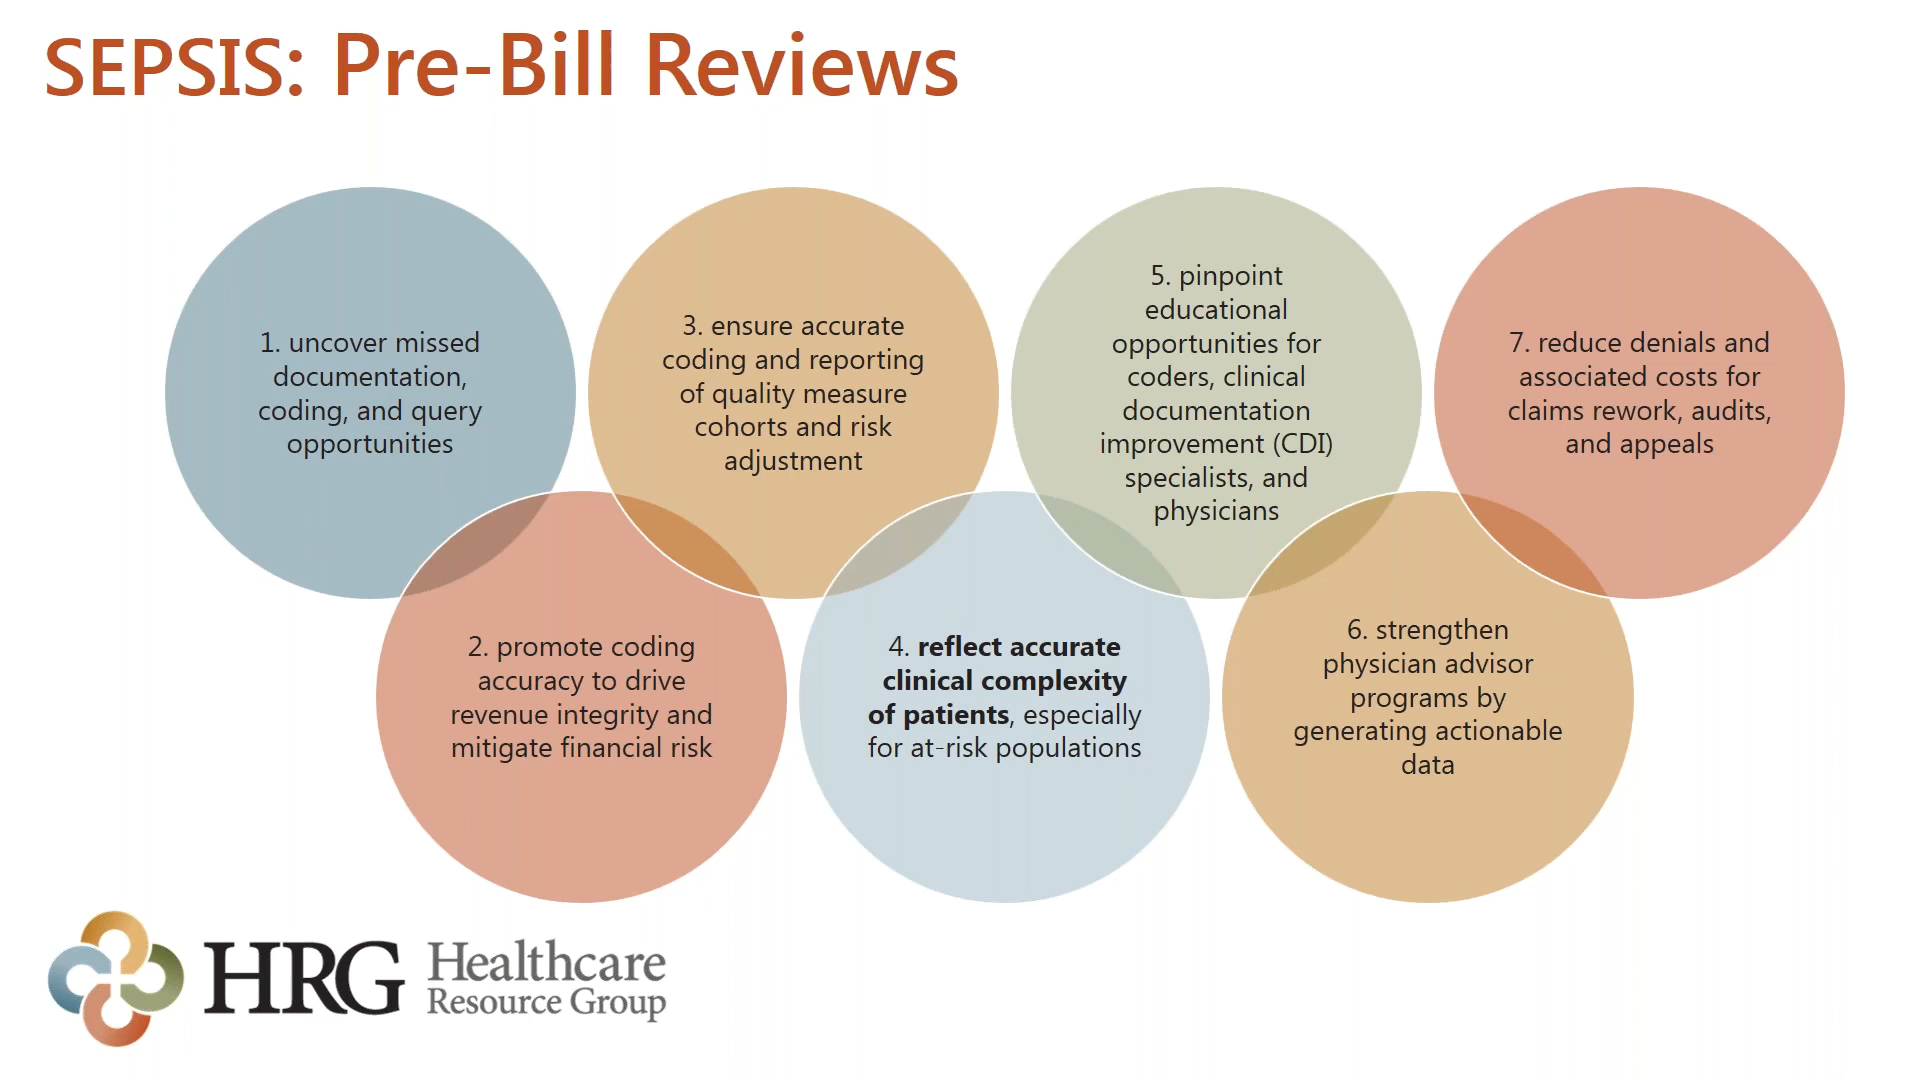 SEPSIS: Pre-Bill Reviews
1. uncover missed
documentation,
coding, and query
opportunities
2. promote coding
accuracy to drive
revenue integrity and
mitigate financial risk
3. ensure accurate
coding and reporting
of quality measure
cohorts and risk
adjustment
4. reflect accurate
clinical complexity
of patients, especially
for at-risk populations
5. pinpoint
educational
opportunities for
coders, clinical
documentation
improvement (CDI)
specialists, and
physicians
6. strengthen
physician advisor
programs by
generating actionable
data
7. reduce denials and
associated costs for
claims rework, audits,
and appeals
HRG
Healthcare
Resource Group